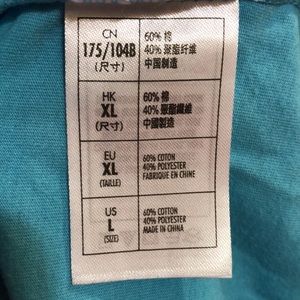 CN
175/104B
(尺寸)
60% 棉
40% 聚酯纤维
中国制造
HK
XL
(尺寸)
60% 棉
40% 聚酯纖維
中國製造
EU
XL
(TAILLE)
60% COTTON
40% POLYESTER
FABRIQUE EN CHINE
US
L
(SIZE)
60% COTTON
40% POLYESTER
MADE IN CHINA